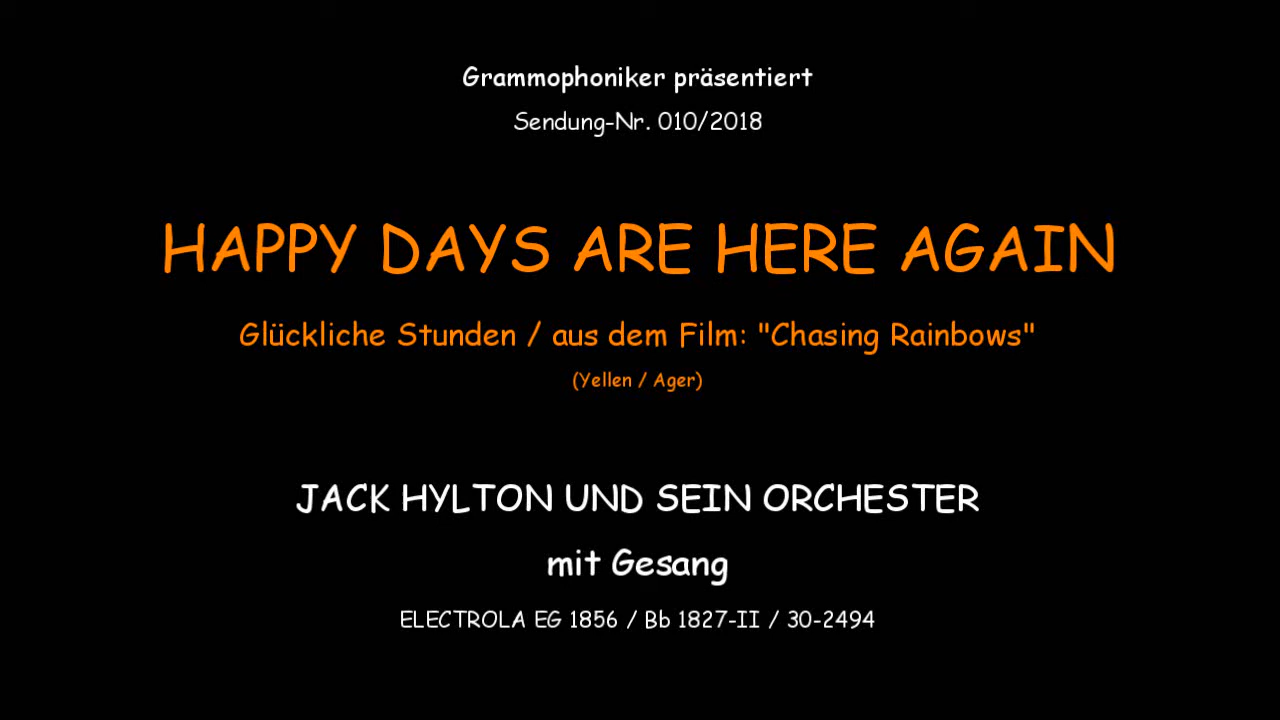 Grammophoniker präsentiert
Sendung-Nr. 010/2018
HAPPY DAYS ARE HERE AGAIN
Glückliche Stunden / aus dem Film: "Chasing Rainbows"
(Yellen / Ager)
JACK HYLTON UND SEIN ORCHESTER
mit Gesang
ELECTROLA EG 1856 / Bb 1827-II / 30-2494